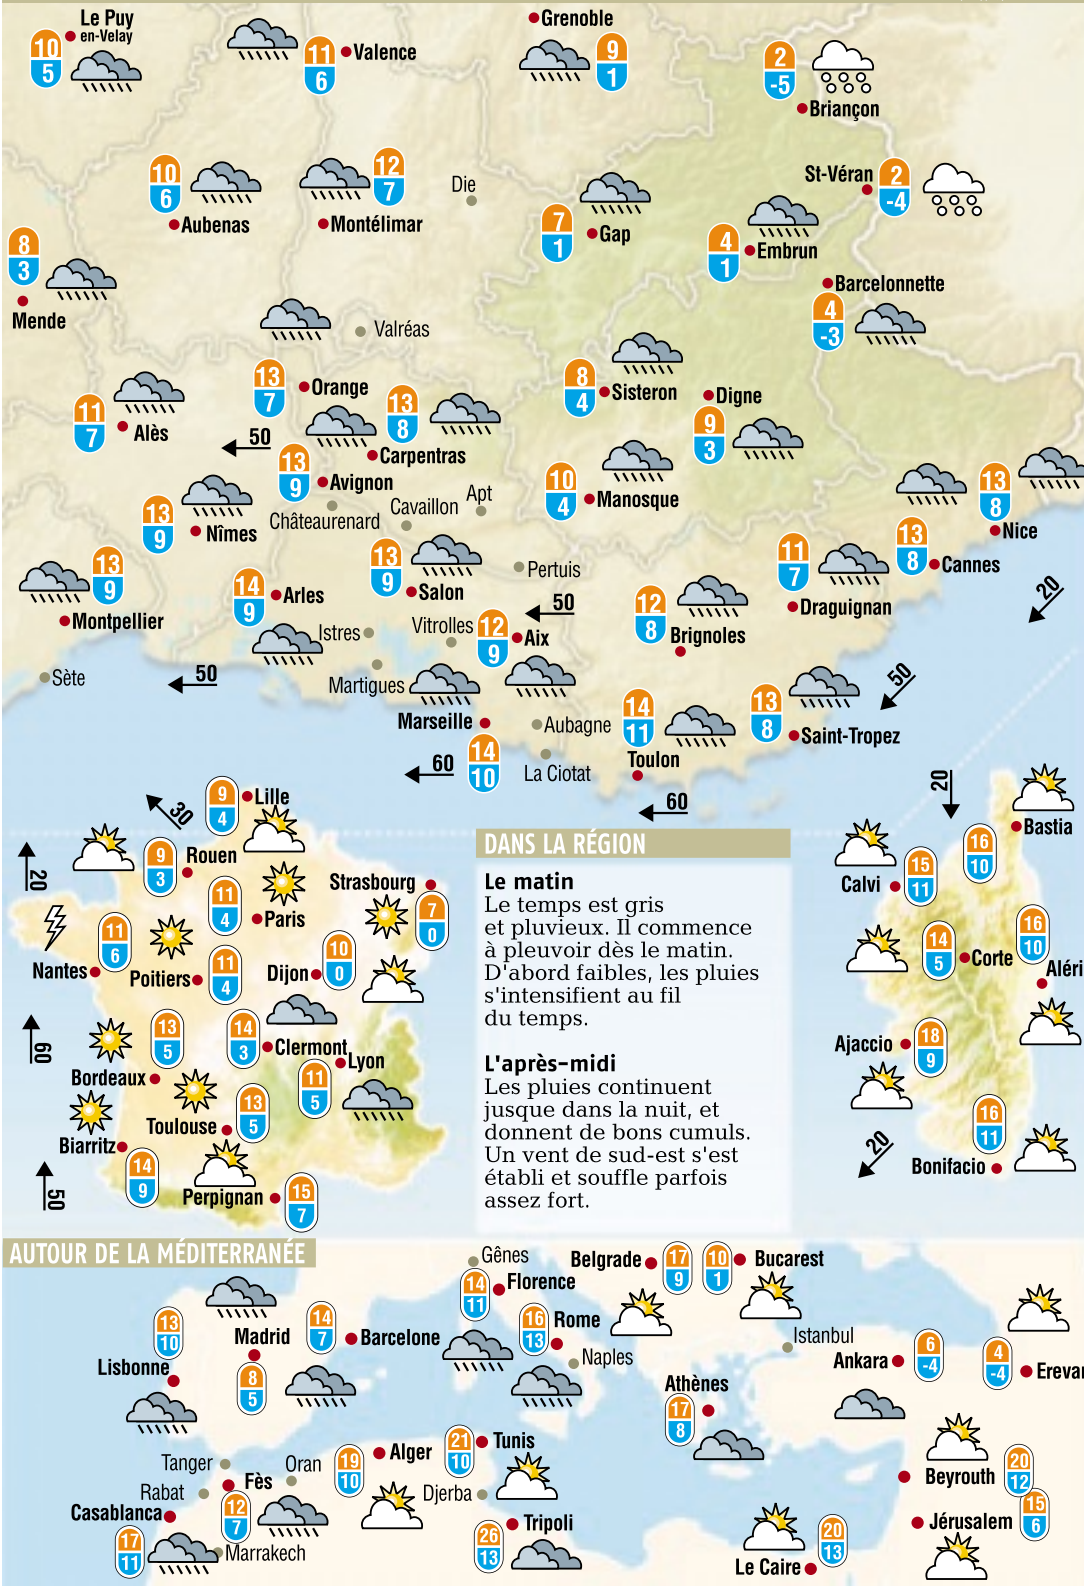 Le Puy
en-Velay
10
5
11
6
Valence
Grenoble
9
1
2
-5
Briançon
10
6
Aubenas
12
7
Montélimar
Die
7
1
Gap
St-Véran
2
-4
4
1
Embrun
8
3
Mende
Barcelonnette
4
-3
Valréas
13
7
Orange
8
4
Sisteron
Digne
9
3
11
7
Alès
50
13
8
Carpentras
13
9
Avignon
Châteaurenard
Cavaillon
Apt
10
4
Manosque
13
8
Nice
13
9
Nîmes
13
8
Cannes
13
9
Montpellier
14
9
Arles
13
9
Salon
Pertuis
11
7
Draguignan
20
50
12
8
Brignoles
Istres
Vitrolles
12
9
Aix
Sète
50
Martigues
50
Marseille
14
10
60
Aubagne
La Ciotat
14
11
Toulon
60
13
8
Saint-Tropez
9
4
Lille
30
20
9
3
Rouen
11
4
Paris
Strasbourg
7
0
11
6
Nantes
Poitiers
11
4
Dijon
10
0
60
13
5
Bordeaux
14
3
Clermont
Lyon
11
5
Toulouse
13
5
Biarritz
14
9
50
Perpignan
15
7
DANS LA RÉGION
Le matin
Le temps est gris
et pluvieux. Il commence
à pleuvoir dès le matin.
D'abord faibles, les pluies
s'intensifient au fil
du temps.
L'après-midi
Les pluies continuent
jusque dans la nuit, et
donnent de bons cumuls.
Un vent de sud-est s'est
établi et souffle parfois
assez fort.
20
Bastia
16
10
Calvi
15
11
14
5
Corte
16
10
Aléri
Ajaccio
18
9
16
11
Bonifacio
20
AUTOUR DE LA MÉDITERRANÉE
Gênes
14
11
Florence
Belgrade
17
9
10
1
Bucarest
13
10
Lisbonne
Madrid
8
5
14
7
Barcelone
16
13
Rome
Naples
Istanbul
Ankara
6
-4
4
-4
Erevan
Athènes
17
8
Tanger
Oran
19
10
Alger
21
10
Tunis
Rabat
Fès
12
7
Djerba
Beyrouth
20
12
Casablanca
17
11
Marrakech
26
13
Tripoli
Jérusalem
15
6
Le Caire
20
13